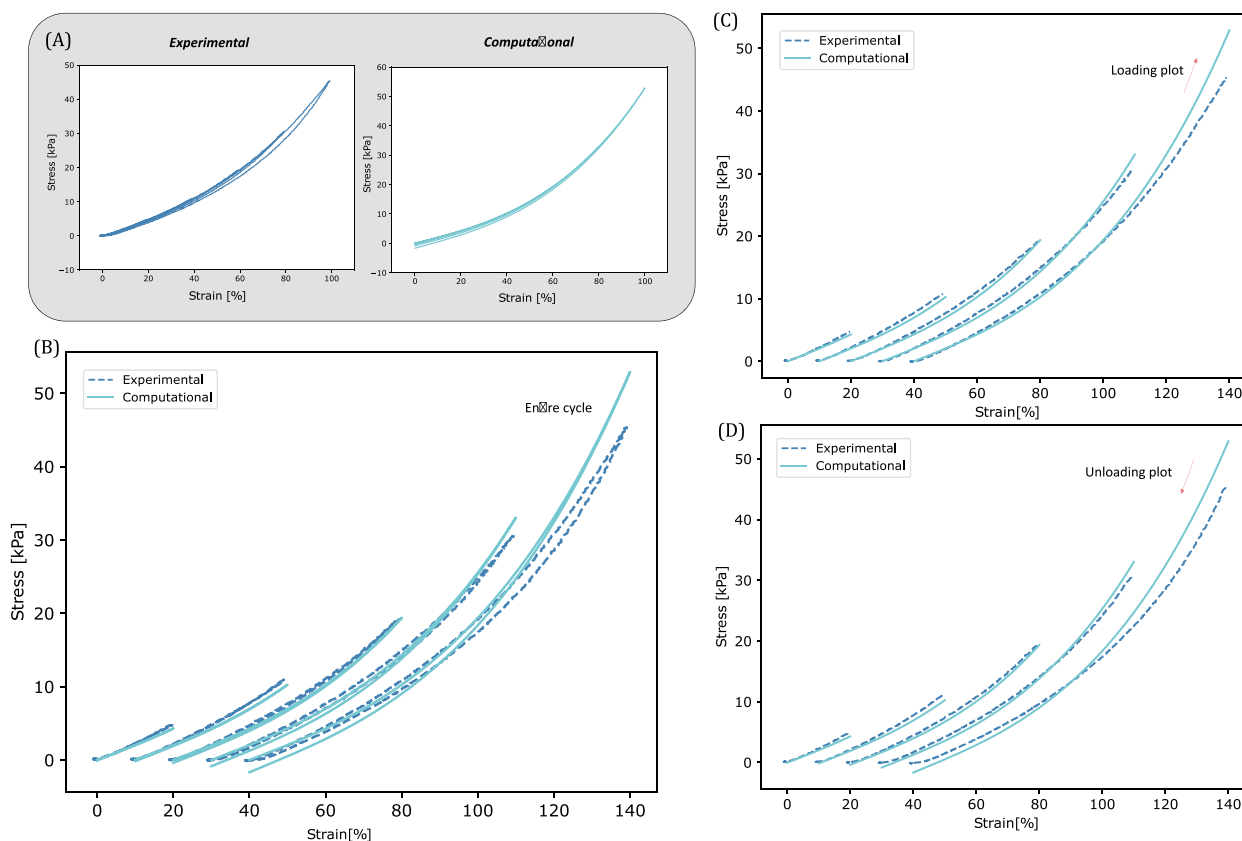 (A)
Experimental
Computa▯onal
50
40
30
20
10
0
−10
Stress [kPa]
0 20 40 60 80 100
Strain [%]
60
50
40
30
20
10
0
−10
Stress [kPa]
0 20 40 60 80 100
Strain [%]
(B)
Experimental
Computational
En▯re cycle
50
40
30
20
10
0
Stress [kPa]
0 20 40 60 80 100 120 140
Strain[%]
(C)
Experimental
Computational
Loading plot
50
40
30
20
10
0
Stress [kPa]
0 20 40 60 80 100 120 140
Strain[%]
(D)
Experimental
Computational
Unloading plot
50
40
30
20
10
0
Stress [kPa]
0 20 40 60 80 100 120 140
Strain[%]